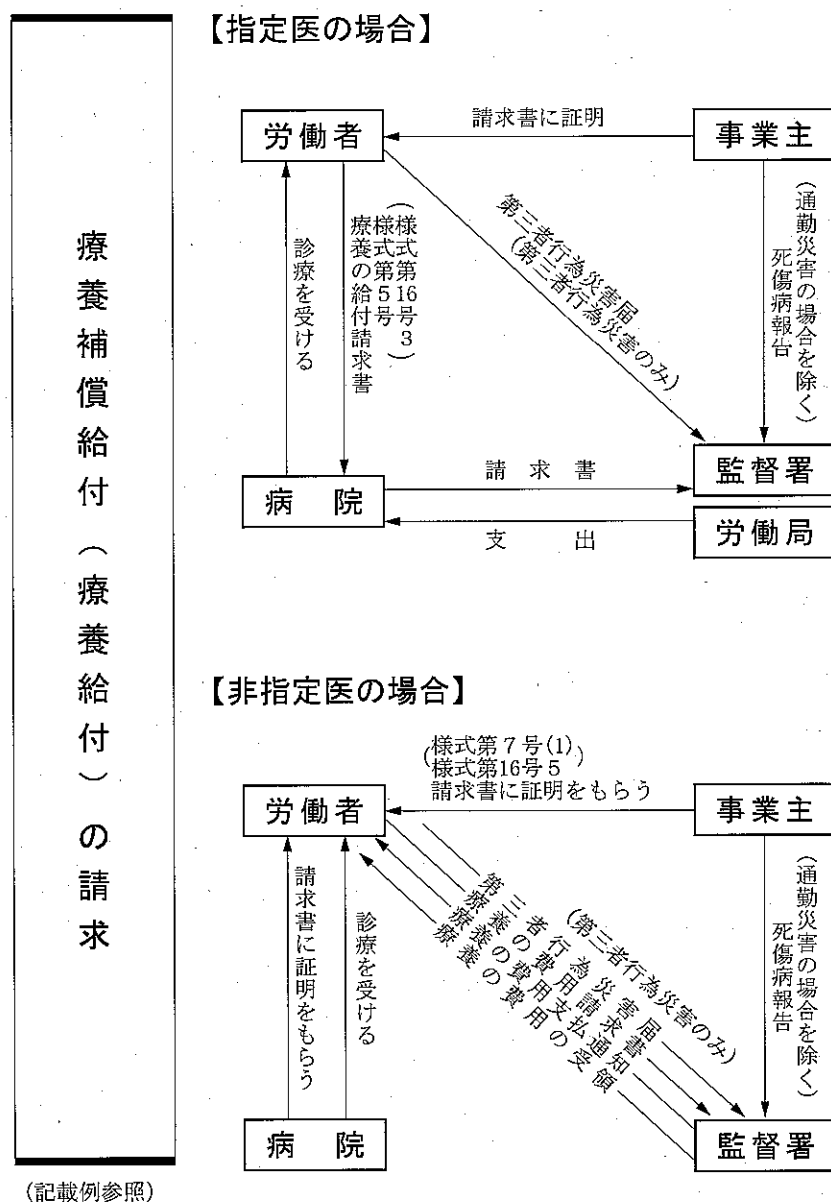 療養補償給付（療養給付）の請求
(記載例参照)
【指定医の場合】
労働者
請求書に証明
事業主
診療を受ける
療養の給付請求書
(様式第5号
様式第16号3)
第三者行為災害届
(第三者行為災害のみ)
死傷病報告
(通勤災害の場合を除く)
病　院
請　求　書
支　　出
監督署
労働局
【非指定医の場合】
(様式第7号(1)
様式第16号5)
請求書に証明をもらう
労働者
事業主
請求書に証明をもらう
診療を受ける
(第三者行為災害のみ)
第三者行為災害届
療養の費用請求書
療養の費用支払通知
療養の費用の受領
死傷病報告
(通勤災害の場合を除く)
病　院
監督署